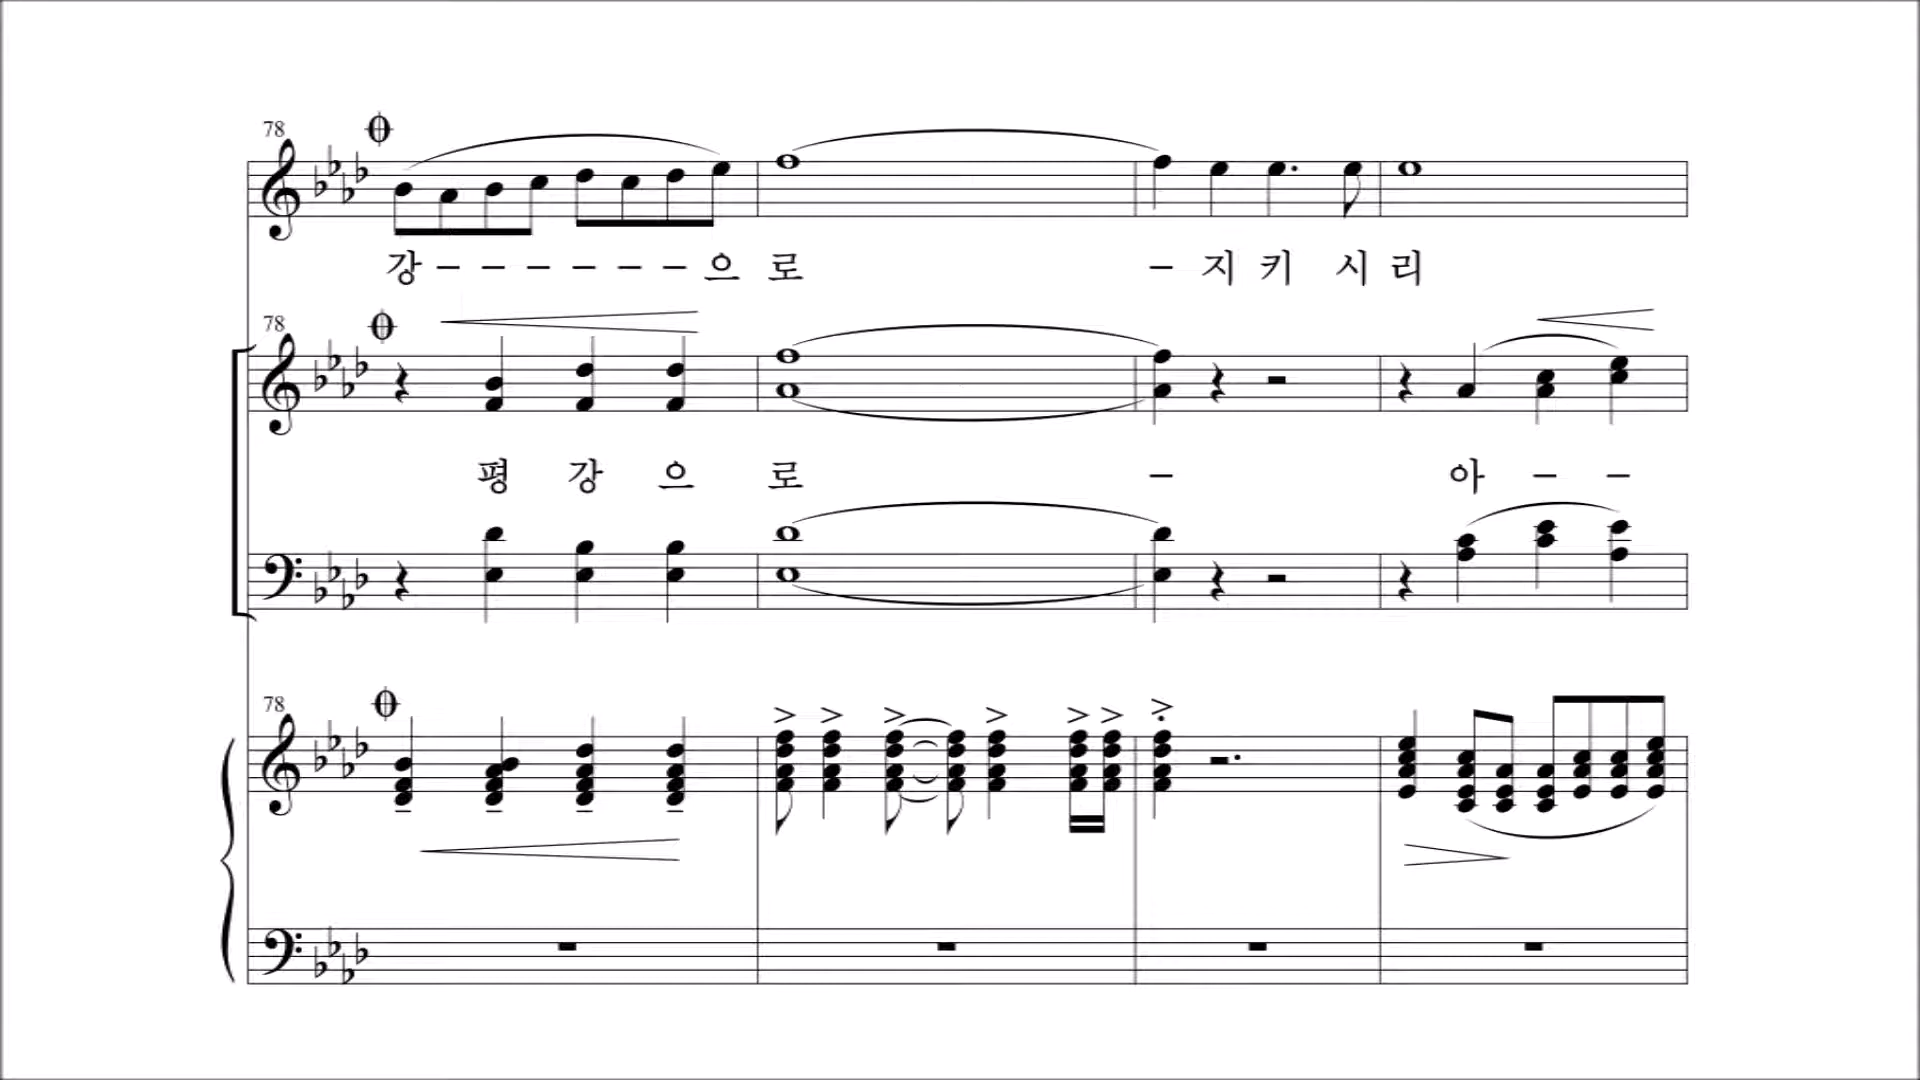 78
강 - - - - - - 으 로 - 지 키 시 리
78
평 강 으 로 - 아 - -
78